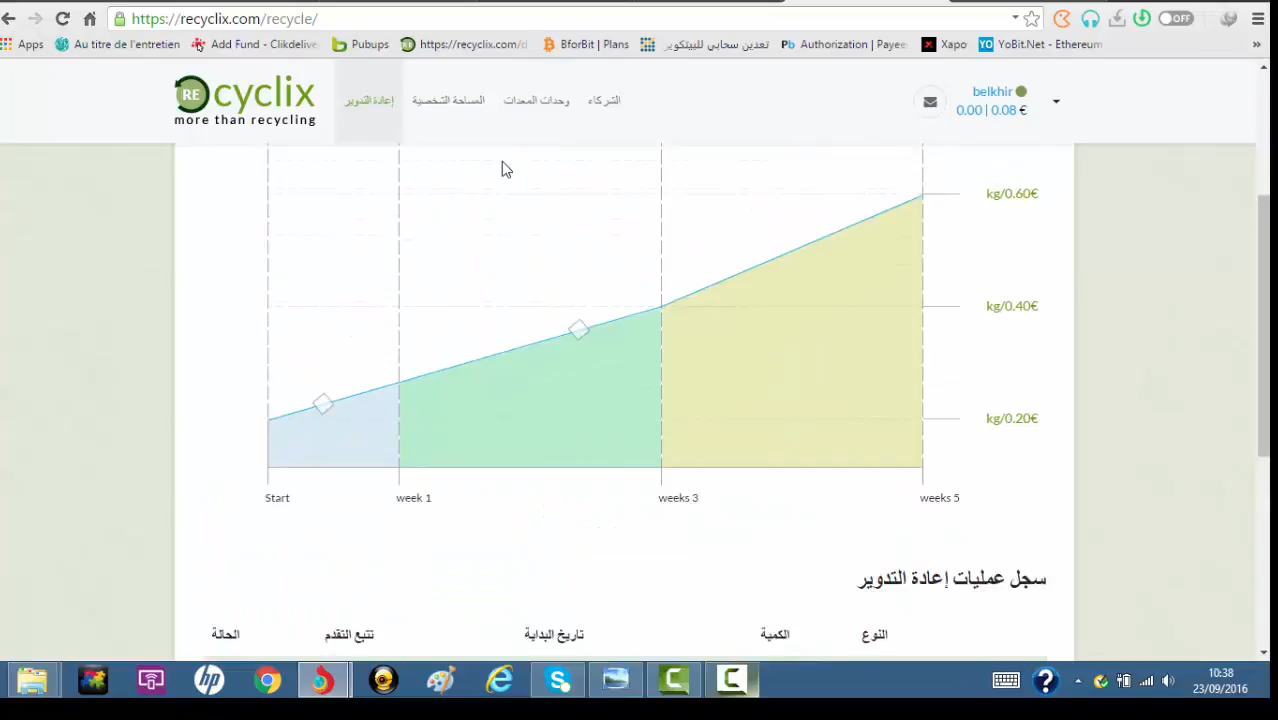 https://recyclix.com/recycle/
OFF
Apps
Au titre de l'entretien
Add Fund - Clikdelive
Pubups
https://recyclix.com/cl
BforBit | Plans
تعدين سحابي للبيتكوير
Authorization | Payee
Xapo
YoBit.Net - Ethereum
RE cyclix
more than recycling
إعادة التدوير
المساحة الشخصية
وحدات المعدات
الشركاء
belkhir
0.00 | 0.08 €
kg/0.60€
kg/0.40€
kg/0.20€
Start
week 1
weeks 3
weeks 5
سجل عمليات إعادة التدوير
النوع
الكمية
تاريخ البداية
تتبع التقدم
الحالة
10:38
23/09/2016